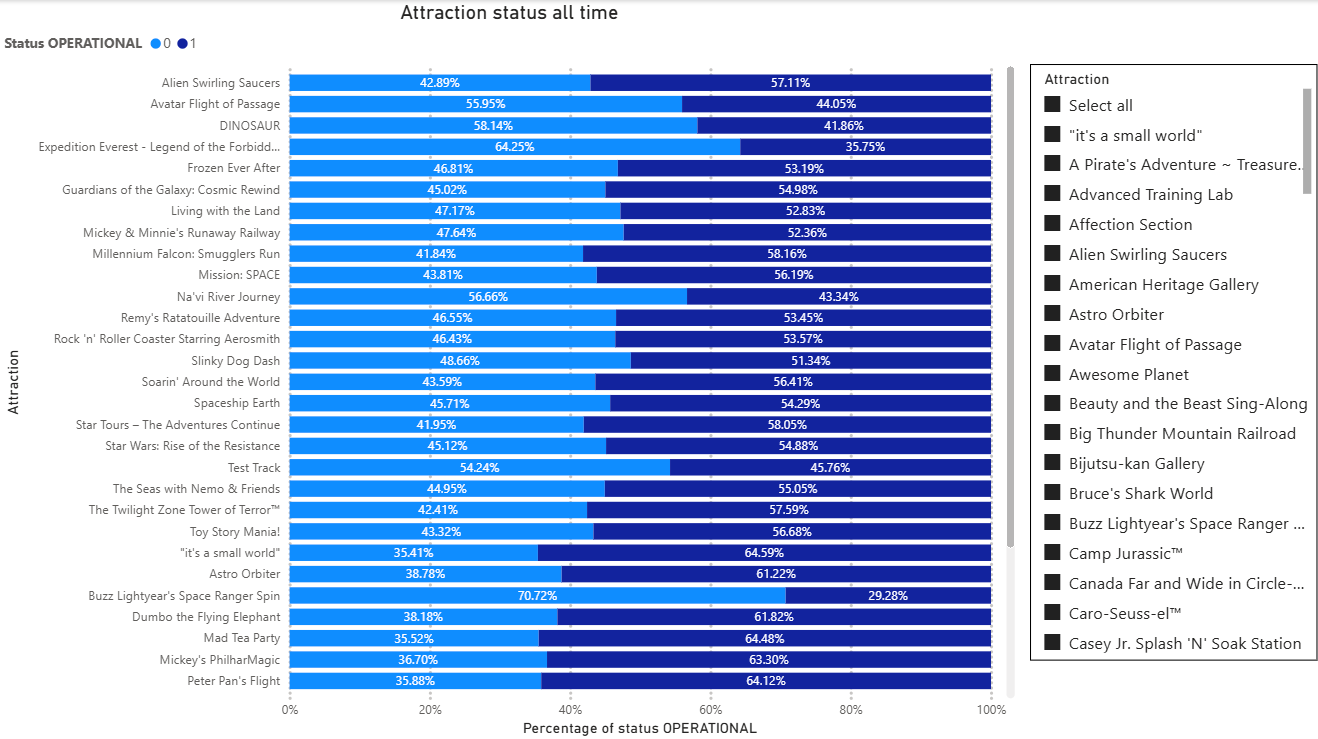 Attraction status all time
Status OPERATIONAL 0 1
Attraction
Alien Swirling Saucers 42.89% 57.11%
Avatar Flight of Passage 55.95% 44.05%
DINOSAUR 58.14% 41.86%
Expedition Everest - Legend of the Forbidd... 64.25% 35.75%
Frozen Ever After 46.81% 53.19%
Guardians of the Galaxy: Cosmic Rewind 45.02% 54.98%
Living with the Land 47.17% 52.83%
Mickey & Minnie's Runaway Railway 47.64% 52.36%
Millennium Falcon: Smugglers Run 41.84% 58.16%
Mission: SPACE 43.81% 56.19%
Na'vi River Journey 56.66% 43.34%
Remy's Ratatouille Adventure 46.55% 53.45%
Rock 'n' Roller Coaster Starring Aerosmith 46.43% 53.57%
Slinky Dog Dash 48.66% 51.34%
Soarin' Around the World 43.59% 56.41%
Spaceship Earth 45.71% 54.29%
Star Tours – The Adventures Continue 41.95% 58.05%
Star Wars: Rise of the Resistance 45.12% 54.88%
Test Track 54.24% 45.76%
The Seas with Nemo & Friends 44.95% 55.05%
The Twilight Zone Tower of Terror™ 42.41% 57.59%
Toy Story Mania! 43.32% 56.68%
"it's a small world" 35.41% 64.59%
Astro Orbiter 38.78% 61.22%
Buzz Lightyear's Space Ranger Spin 70.72% 29.28%
Dumbo the Flying Elephant 38.18% 61.82%
Mad Tea Party 35.52% 64.48%
Mickey's PhilharMagic 36.70% 63.30%
Peter Pan's Flight 35.88% 64.12%
0% 20% 40% 60% 80% 100%
Percentage of status OPERATIONAL
Attraction
Select all
"it's a small world"
A Pirate's Adventure ~ Treasure...
Advanced Training Lab
Affection Section
Alien Swirling Saucers
American Heritage Gallery
Astro Orbiter
Avatar Flight of Passage
Awesome Planet
Beauty and the Beast Sing-Along
Big Thunder Mountain Railroad
Bijutsu-kan Gallery
Bruce's Shark World
Buzz Lightyear's Space Ranger ...
Camp Jurassic™
Canada Far and Wide in Circle-...
Caro-Seuss-el™
Casey Jr. Splash 'N' Soak Station